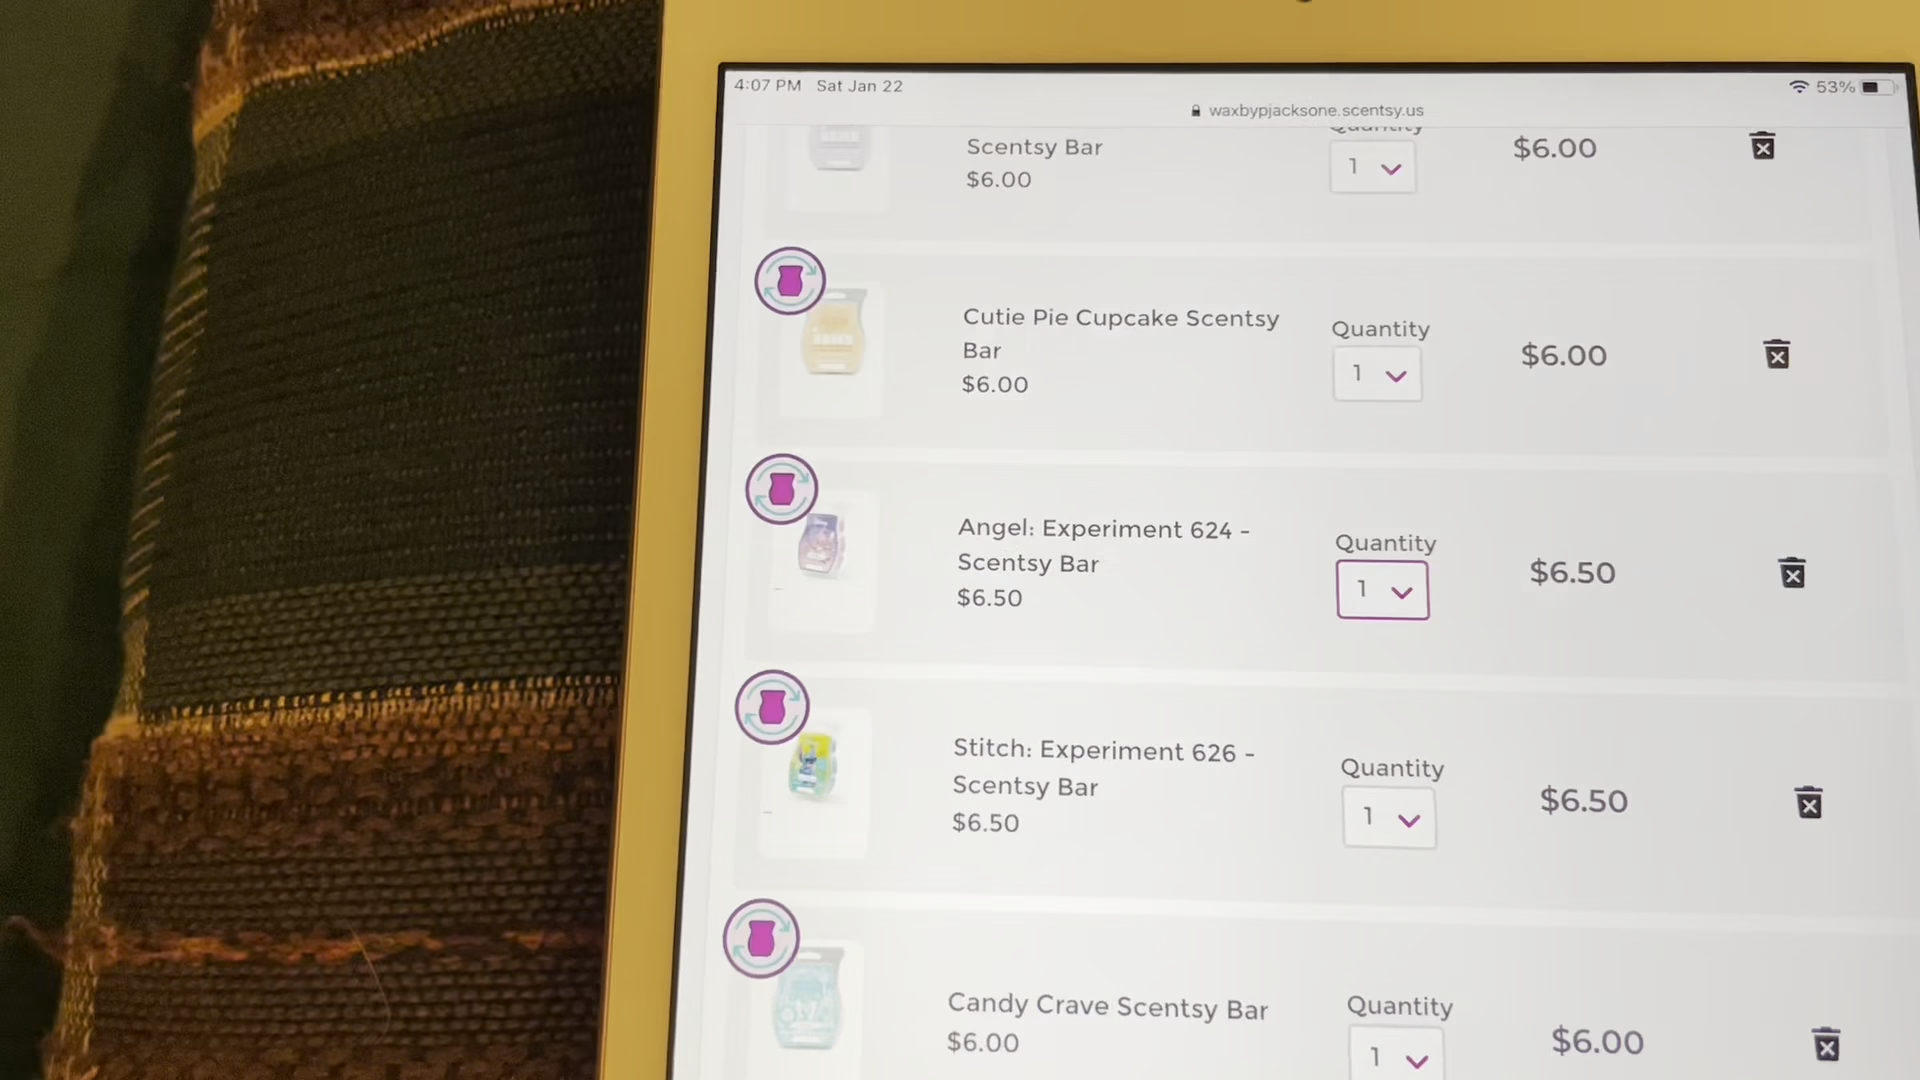 4:07 PM Sat Jan 22
53%
waxbypjacksone.scentsy.us
Quantity
Scentsy Bar
$6.00
1
$6.00
Cutie Pie Cupcake Scentsy
Bar
$6.00
Quantity
1
$6.00
Angel: Experiment 624 -
Scentsy Bar
$6.50
Quantity
1
$6.50
Stitch: Experiment 626 -
Scentsy Bar
$6.50
Quantity
1
$6.50
Candy Crave Scentsy Bar
$6.00
Quantity
1
$6.00